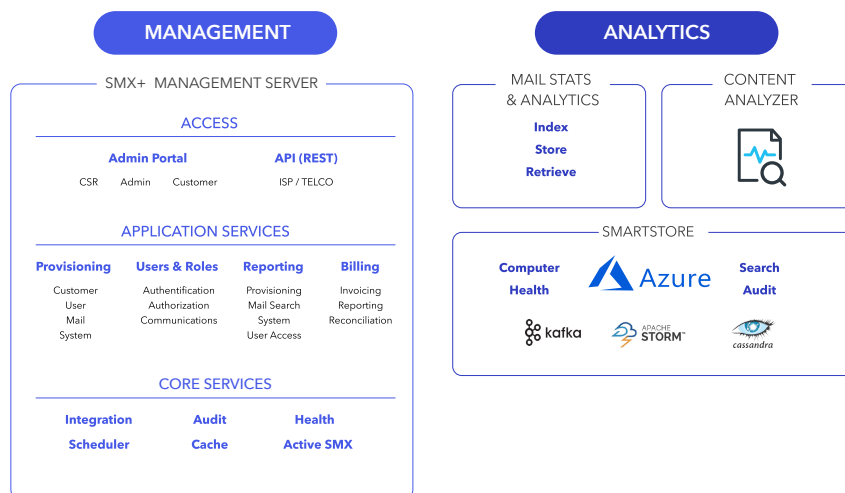 MANAGEMENT
SMX+ MANAGEMENT SERVER
ACCESS
Admin Portal
CSR Admin Customer
API (REST)
ISP / TELCO
APPLICATION SERVICES
Provisioning
Customer
User
Mail
System
Users & Roles
Authentification
Authorization
Communications
Reporting
Provisioning
Mail Search
System
User Access
Billing
Invoicing
Reporting
Reconciliation
CORE SERVICES
Integration Audit Health
Scheduler Cache Active SMX
ANALYTICS
MAIL STATS
& ANALYTICS
Index
Store
Retrieve
CONTENT
ANALYZER
SMARTSTORE
Computer
Health
Azure
Search
Audit
kafka
APACHE
STORM™
cassandra